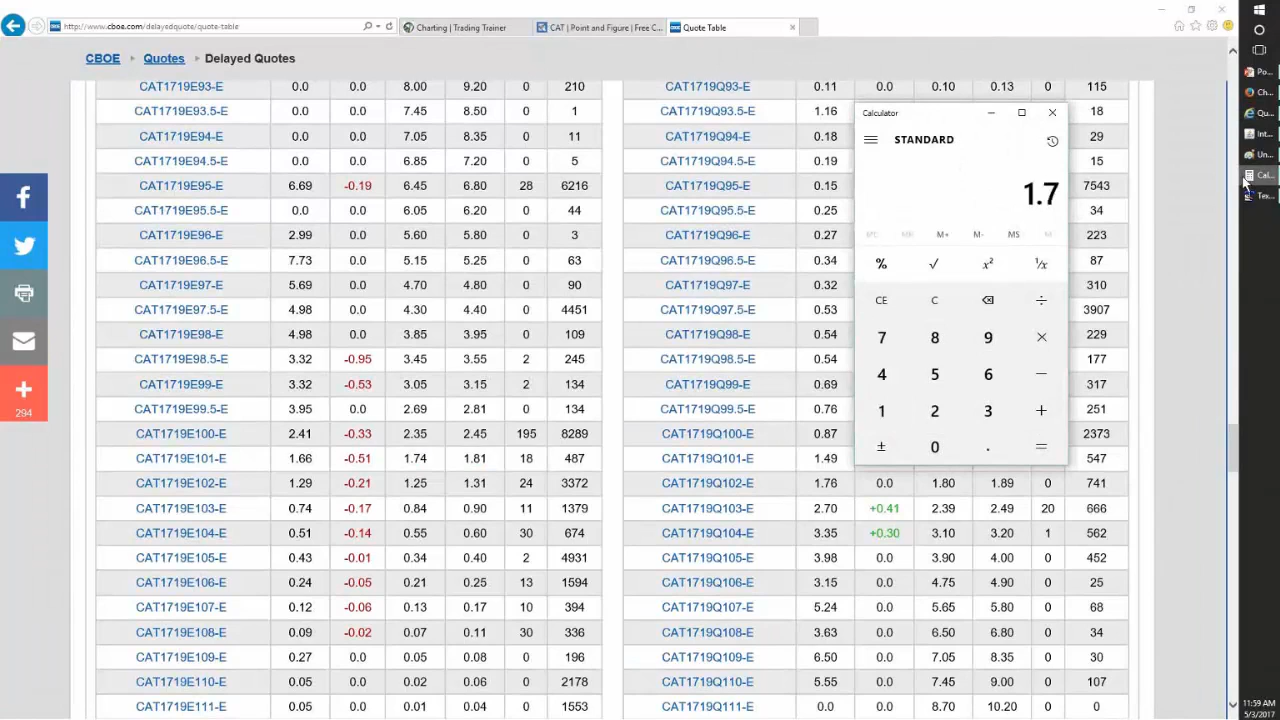 http://www.cboe.com/delayedquote/quote-table
Charting | Trading Trainer
CAT | Point and Figure | Free C...
Quote Table
CBOE Quotes Delayed Quotes
CAT1719E93-E 0.0 0.0 8.00 9.20 0 210 CAT1719Q93-E 0.11 0.0 0.10 0.13 115
CAT1719E93.5-E 0.0 0.0 7.45 8.50 0 1 CAT1719Q93.5-E 1.16 18
CAT1719E94-E 0.0 0.0 7.05 8.35 0 11 CAT1719Q94-E 0.18 29
CAT1719E94.5-E 0.0 0.0 6.85 7.20 0 5 CAT1719Q94.5-E 0.19 15
CAT1719E95-E 6.69 -0.19 6.45 6.80 28 6216 CAT1719Q95-E 0.15 7543
CAT1719E95.5-E 0.0 0.0 6.05 6.20 0 44 CAT1719Q95.5-E 0.25 34
CAT1719E96-E 2.99 0.0 5.60 5.80 0 3 CAT1719Q96-E 0.27 223
CAT1719E96.5-E 7.73 0.0 5.15 5.25 0 63 CAT1719Q96.5-E 0.34 87
CAT1719E97-E 5.69 0.0 4.70 4.80 0 90 CAT1719Q97-E 0.32 310
CAT1719E97.5-E 4.98 0.0 4.30 4.40 0 4451 CAT1719Q97.5-E 0.53 3907
CAT1719E98-E 4.98 0.0 3.85 3.95 0 109 CAT1719Q98-E 0.54 229
CAT1719E98.5-E 3.32 -0.95 3.45 3.55 2 245 CAT1719Q98.5-E 0.54 177
CAT1719E99-E 3.32 -0.53 3.05 3.15 2 134 CAT1719Q99-E 0.69 317
CAT1719E99.5-E 3.95 0.0 2.69 2.81 0 134 CAT1719Q99.5-E 0.76 251
CAT1719E100-E 2.41 -0.33 2.35 2.45 195 8289 CAT1719Q100-E 0.87 2373
CAT1719E101-E 1.66 -0.51 1.74 1.81 18 487 CAT1719Q101-E 1.49 547
CAT1719E102-E 1.29 -0.21 1.25 1.31 24 3372 CAT1719Q102-E 1.76 0.0 1.80 1.89 0 741
CAT1719E103-E 0.74 -0.17 0.84 0.90 11 1379 CAT1719Q103-E 2.70 +0.41 2.39 2.49 20 666
CAT1719E104-E 0.51 -0.14 0.55 0.60 30 674 CAT1719Q104-E 3.35 +0.30 3.10 3.20 1 562
CAT1719E105-E 0.43 -0.01 0.34 0.40 2 4931 CAT1719Q105-E 3.98 0.0 3.90 4.00 0 452
CAT1719E106-E 0.24 -0.05 0.21 0.25 13 1594 CAT1719Q106-E 3.15 0.0 4.75 4.90 0 25
CAT1719E107-E 0.12 -0.06 0.13 0.17 10 394 CAT1719Q107-E 5.24 0.0 5.65 5.80 0 68
CAT1719E108-E 0.09 -0.02 0.07 0.11 30 336 CAT1719Q108-E 3.63 0.0 6.50 6.80 0 34
CAT1719E109-E 0.27 0.0 0.05 0.08 0 196 CAT1719Q109-E 6.50 0.0 7.05 8.35 0 30
CAT1719E110-E 0.05 0.0 0.02 0.06 0 2178 CAT1719Q110-E 5.55 0.0 7.45 9.00 0 107
CAT1719E111-E 0.05 0.0 0.01 0.04 0 1553 CAT1719Q111-E 0.0 0.0 8.70 10.20 0 0
294
Calculator
STANDARD
1.7
MC MR M+ M- MS M
% √ x² ¹/x
CE C ÷
7 8 9 ×
4 5 6 −
1 2 3 +
± 0 . =
Po...
Ch...
Qu...
Int...
Un...
Cal...
Tex...
11:59 AM
5/3/2017